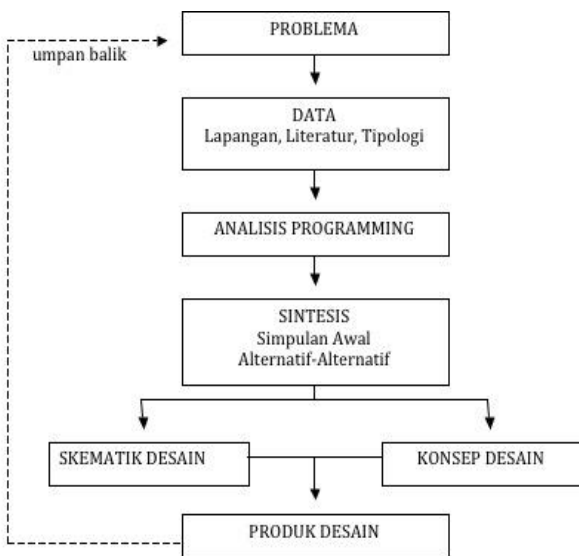 PROBLEMA
umpan balik
DATA
Lapangan, Literatur, Tipologi
ANALISIS PROGRAMMING
SINTESIS
Simpulan Awal
Alternatif-Alternatif
SKEMATIK DESAIN
KONSEP DESAIN
PRODUK DESAIN